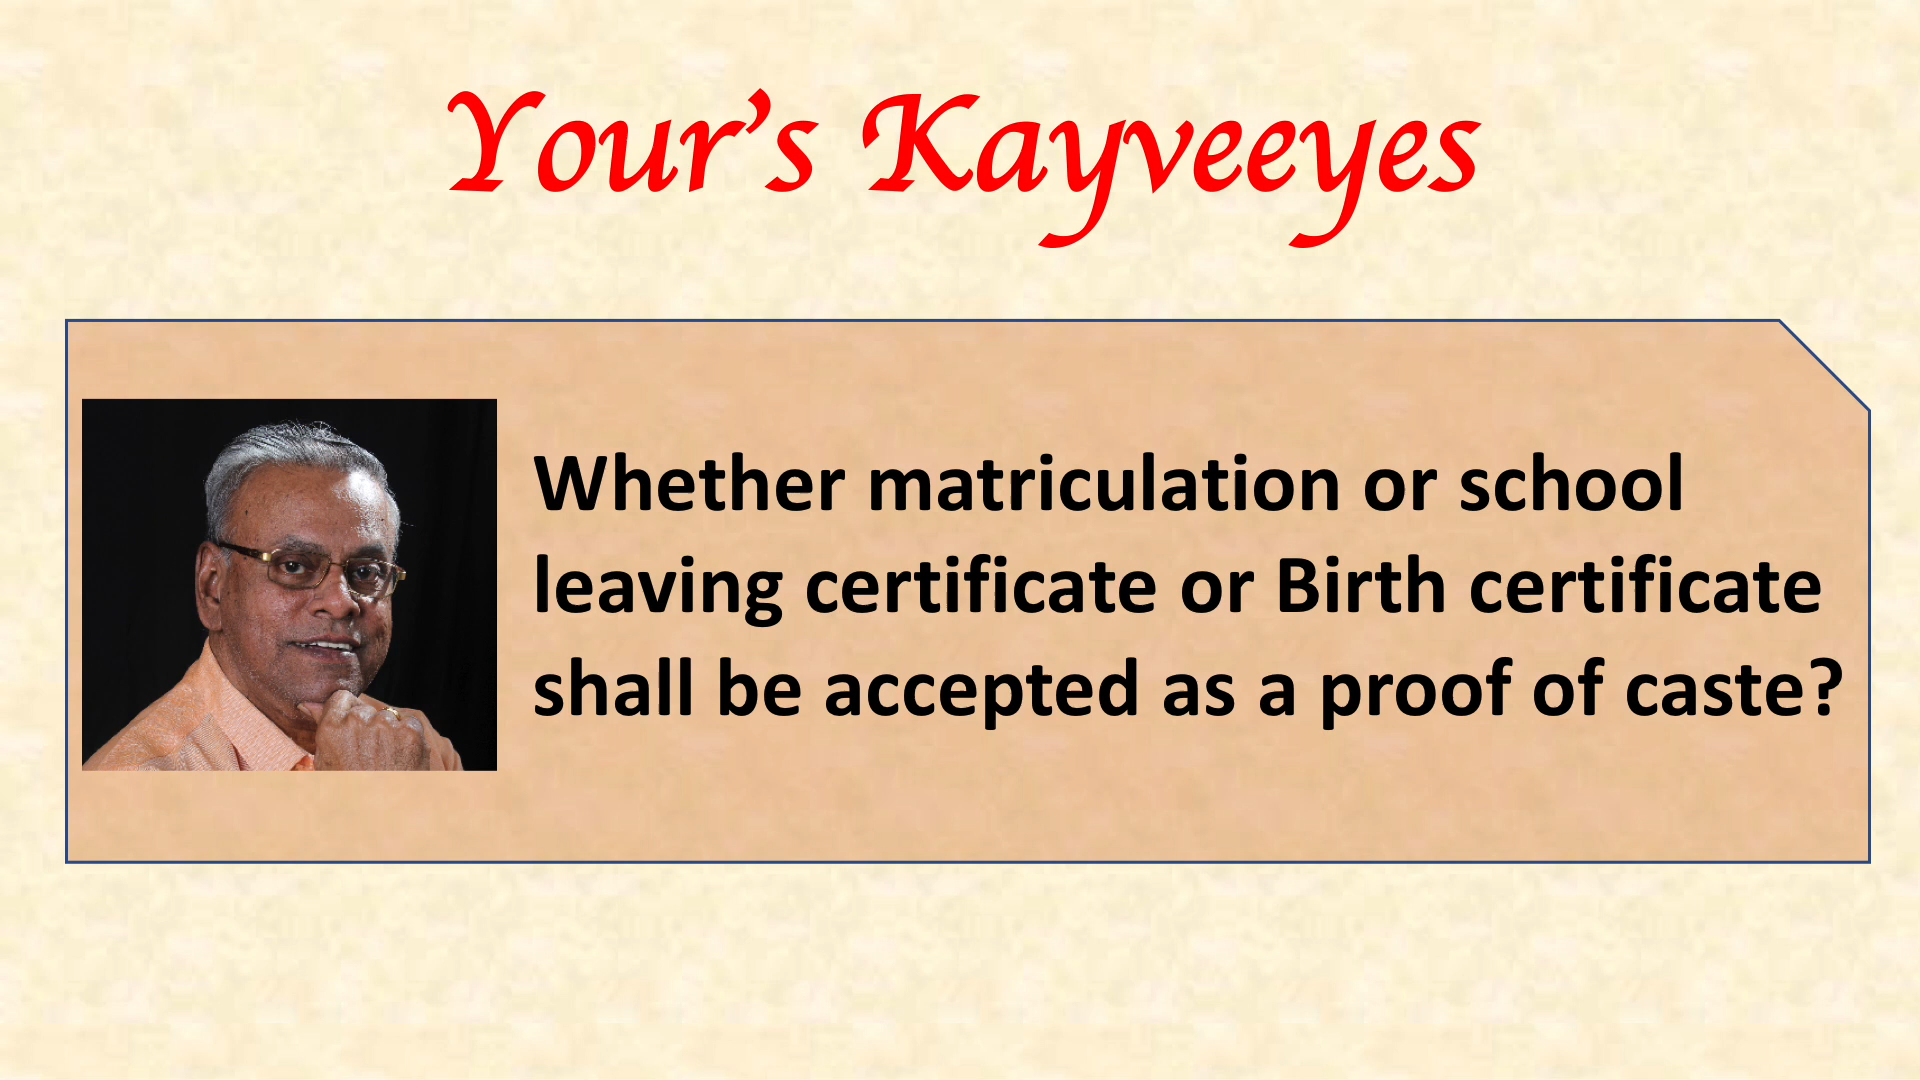 Your's Kayveeyes
Whether matriculation or school
leaving certificate or Birth certificate
shall be accepted as a proof of caste?